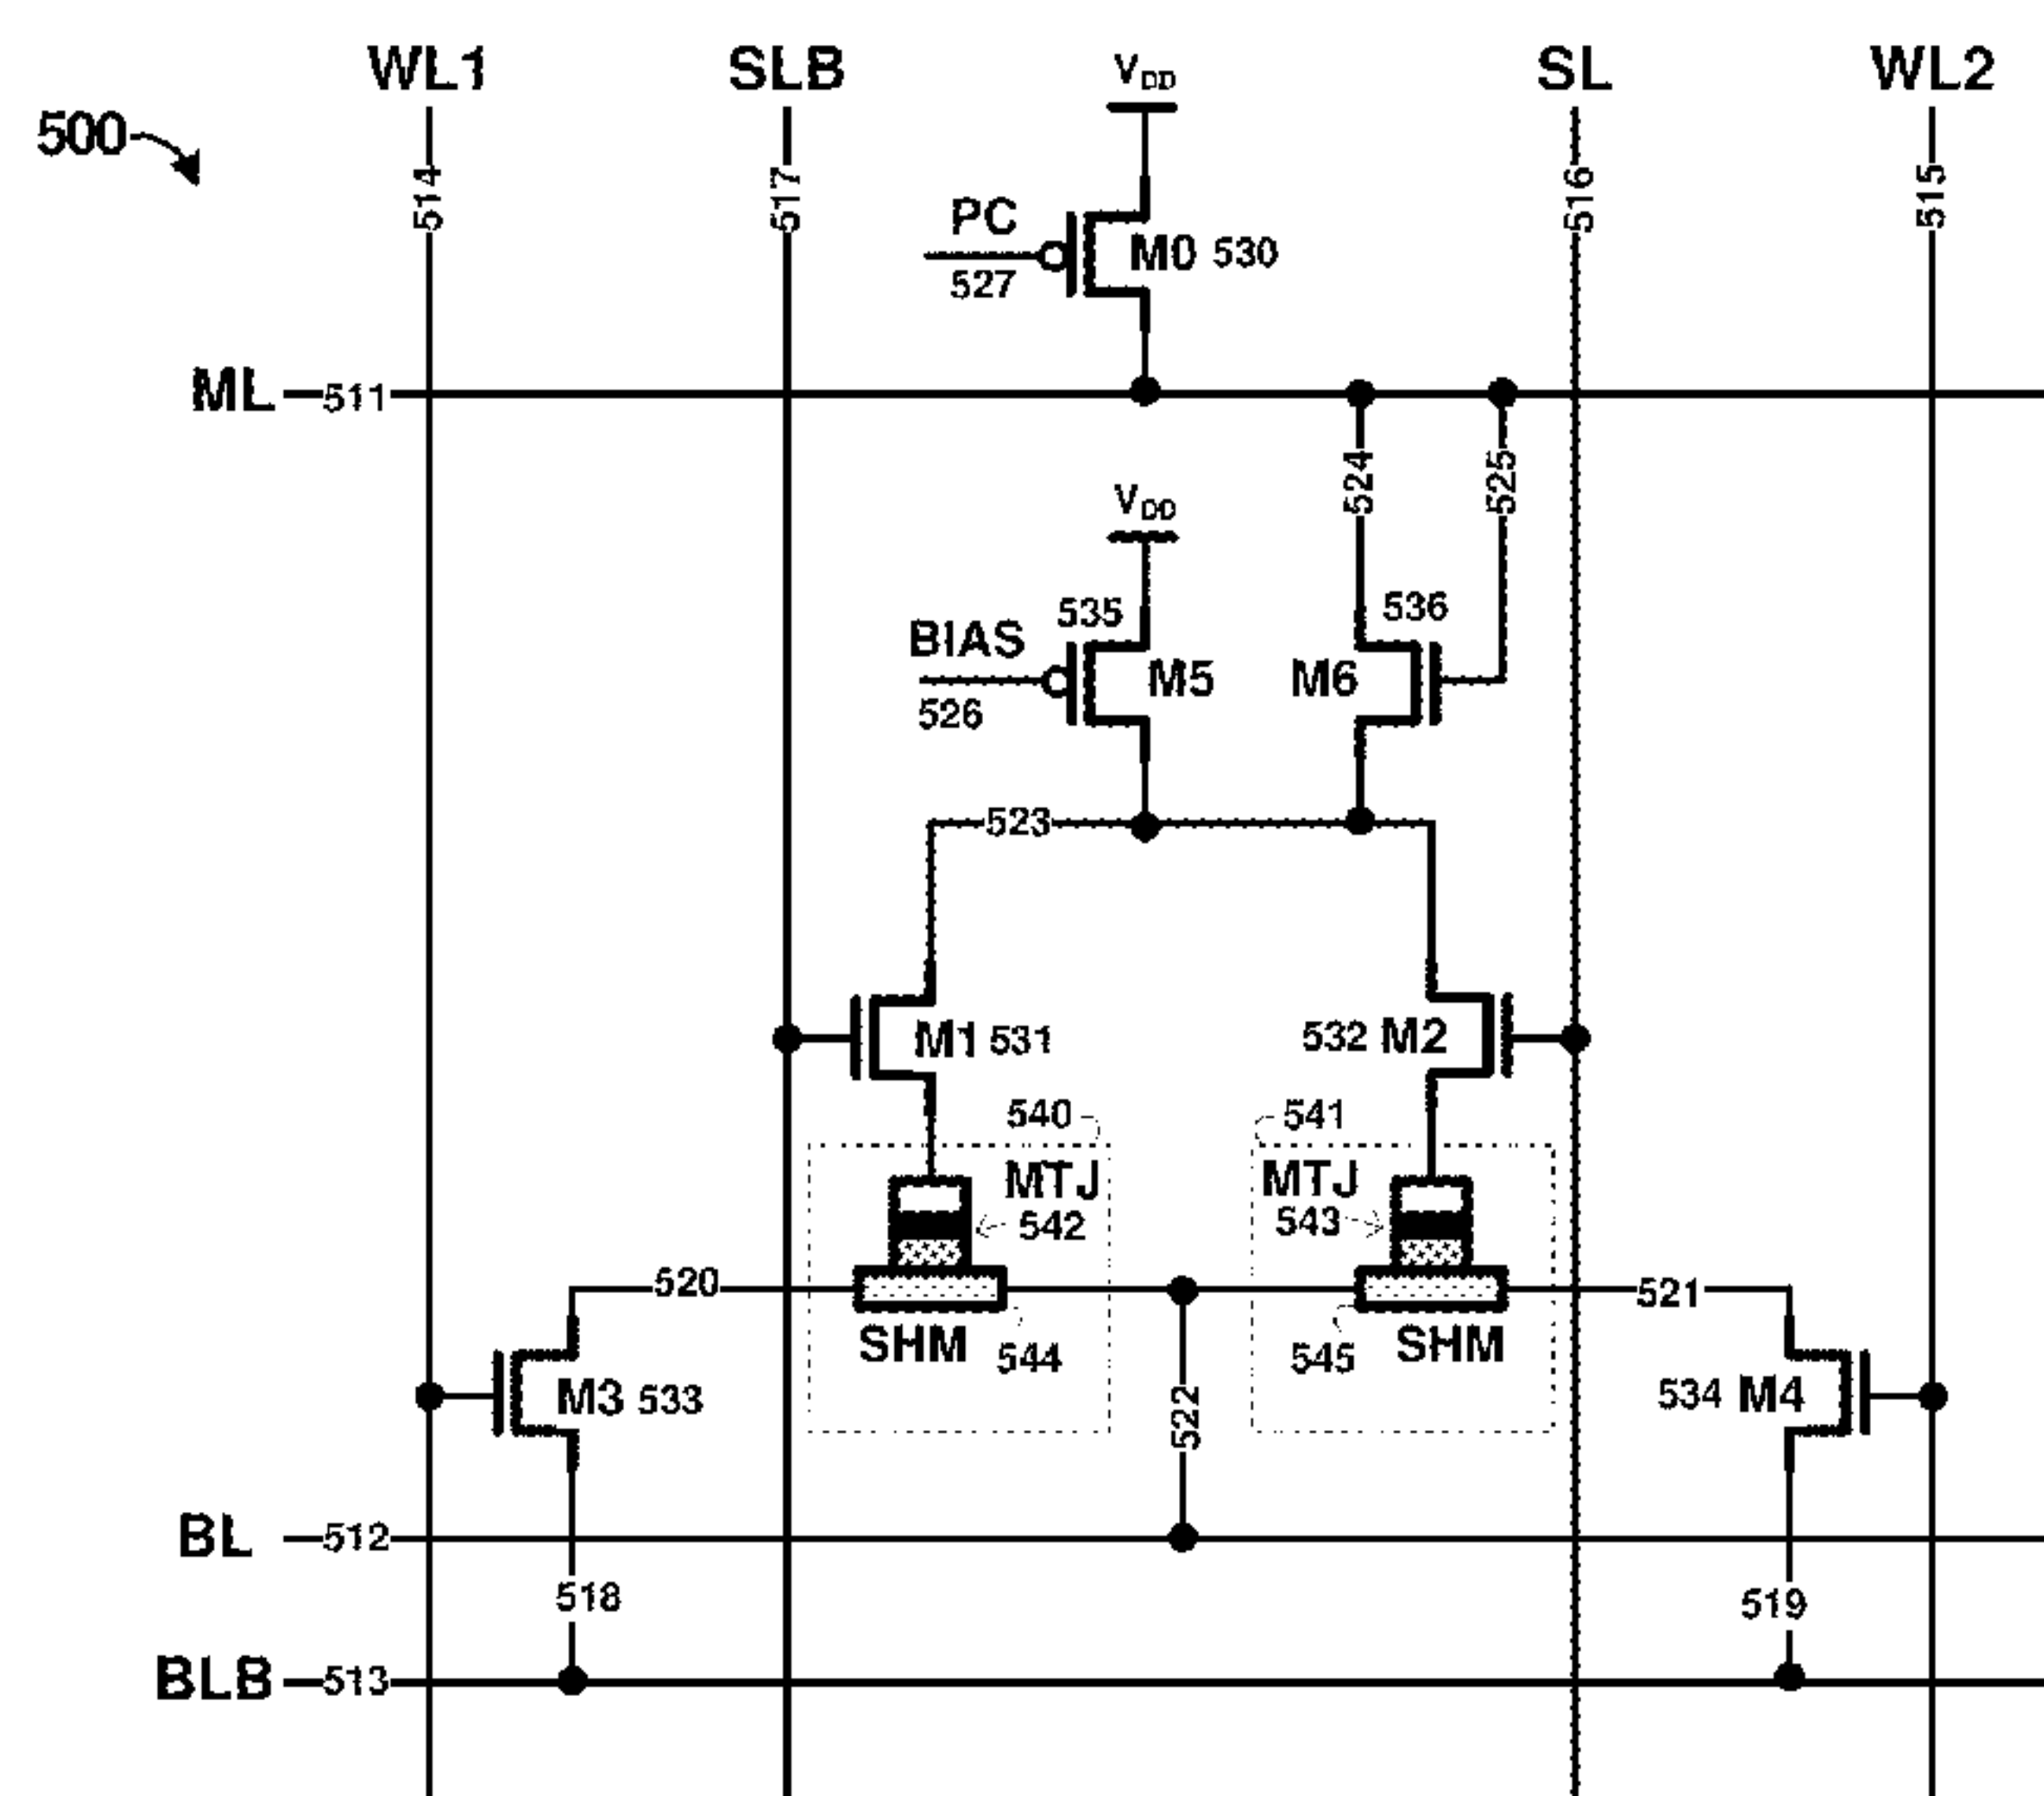 WL1 SLB VDD SL WL2
500
514 517 516 515
PC
M0 530
527
ML 511
524 525
VDD
535 536
BIAS
M5 M6
526
523
M1 531 532 M2
540 541
MTJ MTJ
542 543
520 521
SHM 544 545 SHM
M3 533 534 M4
522
BL 512
518 519
BLB 513